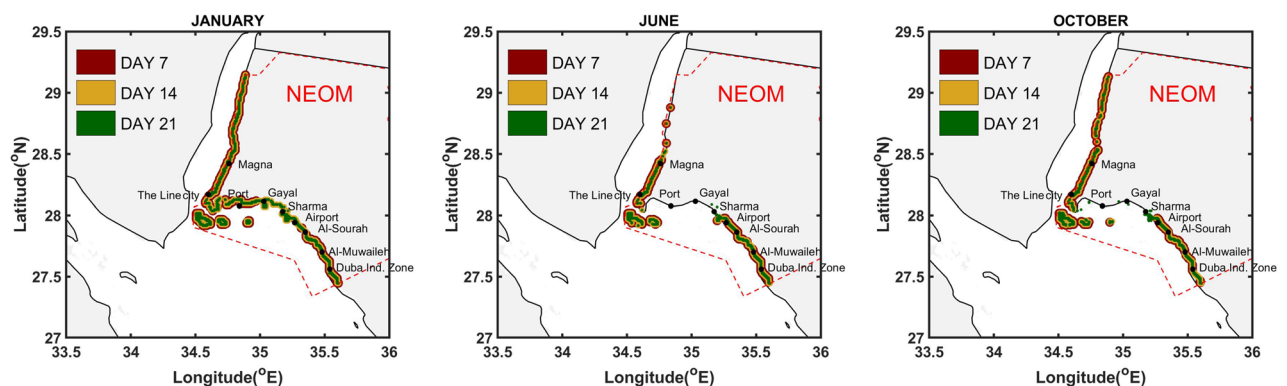 JANUARY
29.5
29
28.5
28
27.5
27
33.5
34
34.5
35
35.5
36
Latitude(°N)
Longitude(°E)
DAY 7
DAY 14
DAY 21
NEOM
Magna
The Line city
Port
Gayal
Sharma
Airport
Al-Sourah
Al-Muwaileh
Duba Ind. Zone
JUNE
29.5
29
28.5
28
27.5
27
33.5
34
34.5
35
35.5
36
Latitude(°N)
Longitude(°E)
DAY 7
DAY 14
DAY 21
NEOM
Magna
The Line city
Port
Gayal
Sharma
Airport
Al-Sourah
Al-Muwaileh
Duba Ind. Zone
OCTOBER
29.5
29
28.5
28
27.5
27
33.5
34
34.5
35
35.5
36
Latitude(°N)
Longitude(°E)
DAY 7
DAY 14
DAY 21
NEOM
Magna
The Line city
Port
Gayal
Sharma
Airport
Al-Sourah
Al-Muwaileh
Duba Ind. Zone